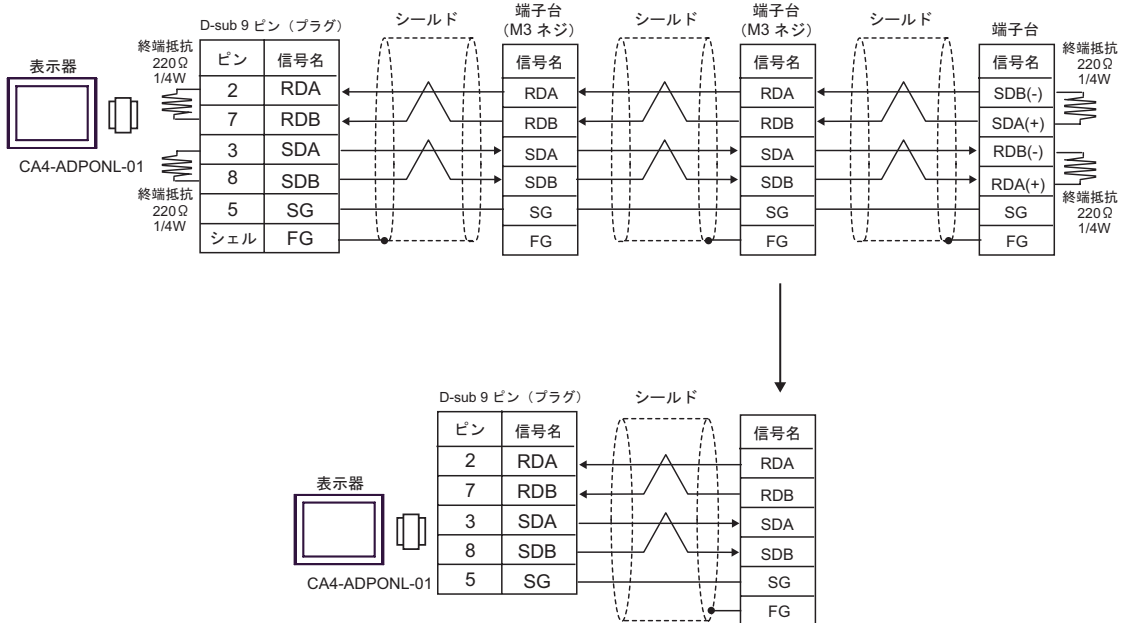 D-sub 9 ピン（プラグ）
シールド
端子台
（M3 ネジ）
シールド
端子台
（M3 ネジ）
シールド
端子台
終端抵抗
220Ω
1/4W
表示器
CA4-ADPONL-01
終端抵抗
220Ω
1/4W
ピン 信号名
2 RDA
7 RDB
3 SDA
8 SDB
5 SG
シェル FG
信号名
RDA
RDB
SDA
SDB
SG
FG
信号名
RDA
RDB
SDA
SDB
SG
FG
信号名
SDB(-)
SDA(+)
RDB(-)
RDA(+)
SG
FG
終端抵抗
220Ω
1/4W
終端抵抗
220Ω
1/4W
D-sub 9 ピン（プラグ）
シールド
表示器
CA4-ADPONL-01
ピン 信号名
2 RDA
7 RDB
3 SDA
8 SDB
5 SG
信号名
RDA
RDB
SDA
SDB
SG
FG